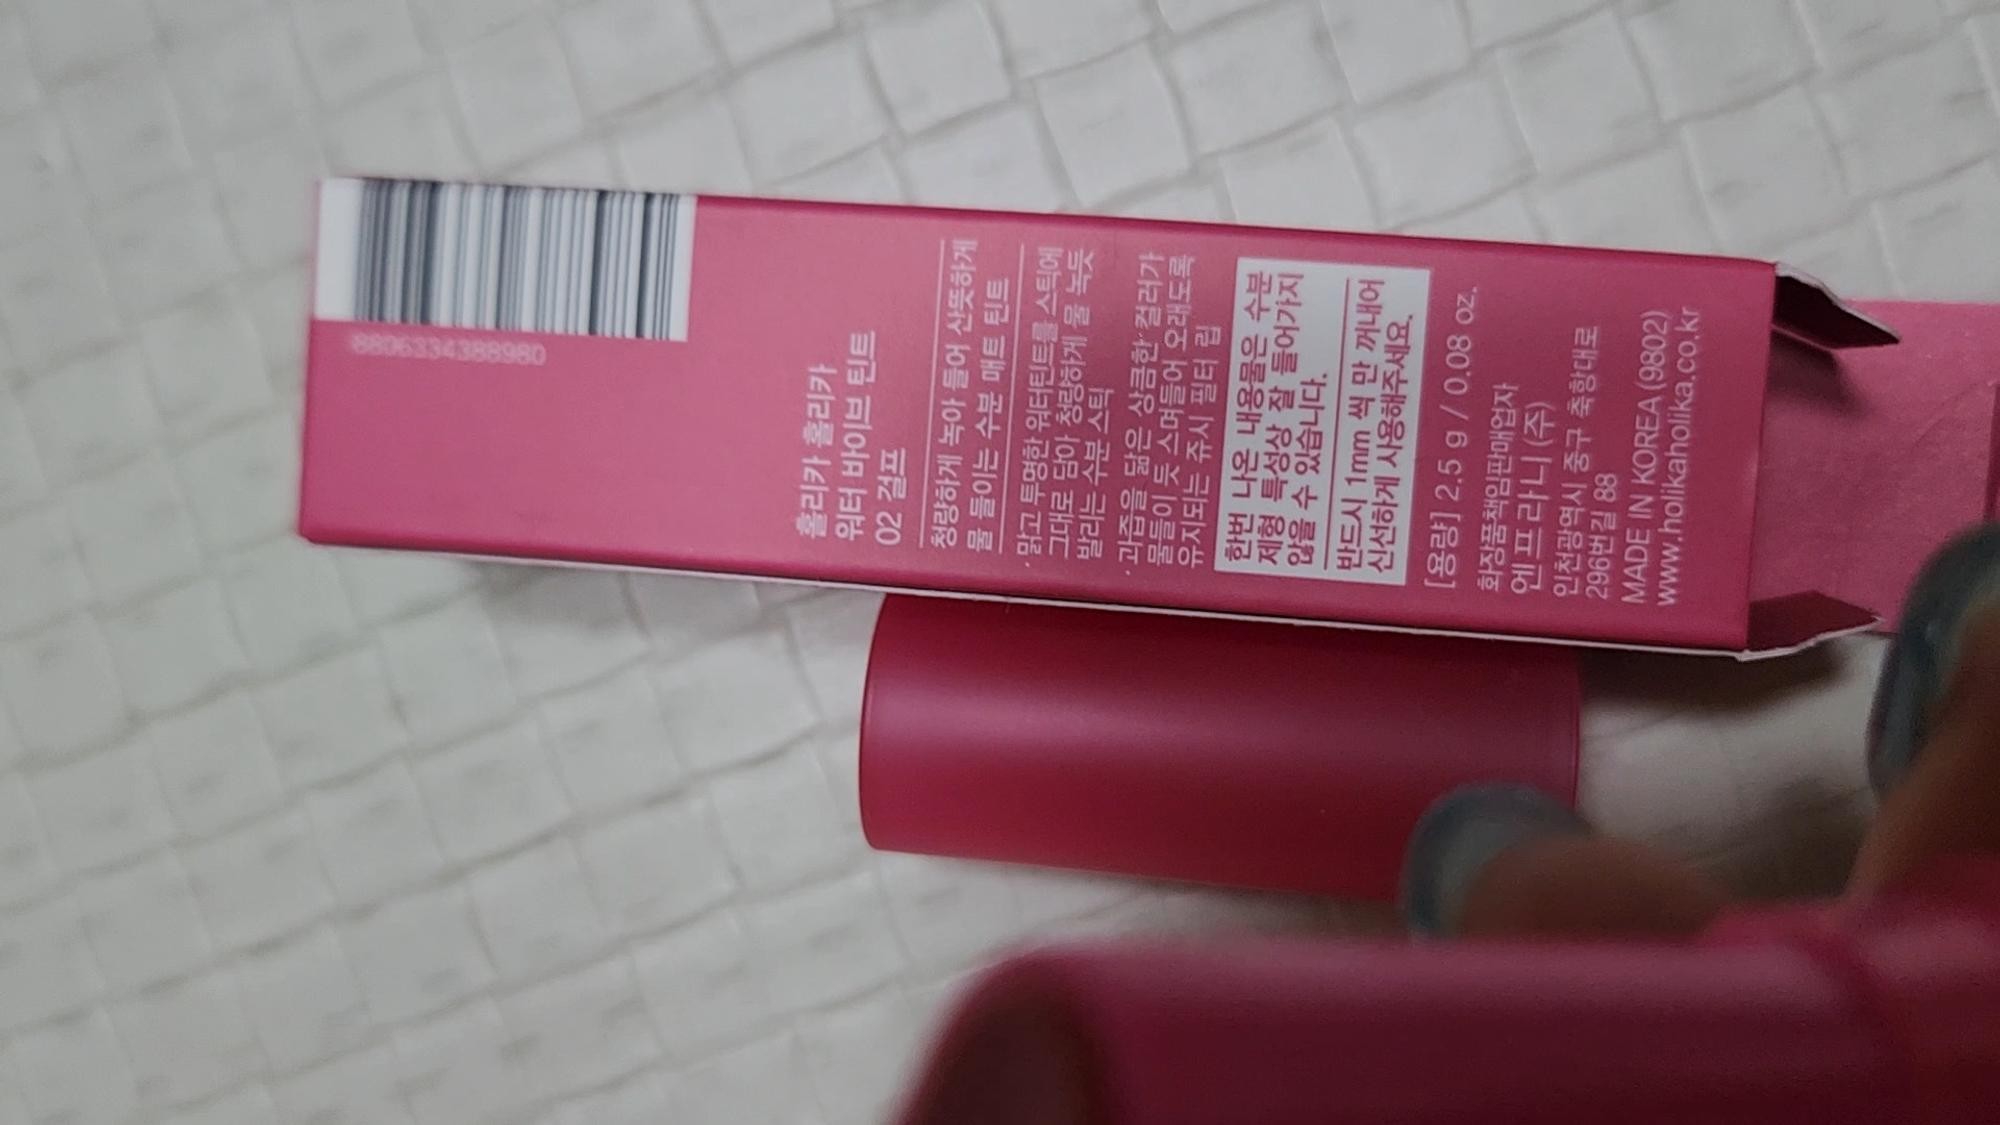 8806334388980
홀리카 홀리카
워터 바이브 틴트
02 걸프
청량하게 녹아 들어 산뜻하게
물 들이는 수분 매트 틴트
· 맑고 투명한 워터틴트를 스틱에
그대로 담아 청량하게 물 녹듯
발리는 수분 스틱
· 과즙을 닮은 상큼한 컬러가
물들이 듯 스며들어 오래도록
유지되는 쥬시 필터 립
한번 나온 내용물은 수분
제형 특성상 잘 들어가지
않을 수 있습니다.
반드시 1mm 씩 만 꺼내어
신선하게 사용해주세요.
[용량] 2.5 g / 0.08 oz.
화장품책임판매업자
엔프라니(주)
인천광역시 중구 축항대로
296번길 88
MADE IN KOREA (9802)
www.holikaholika.co.kr